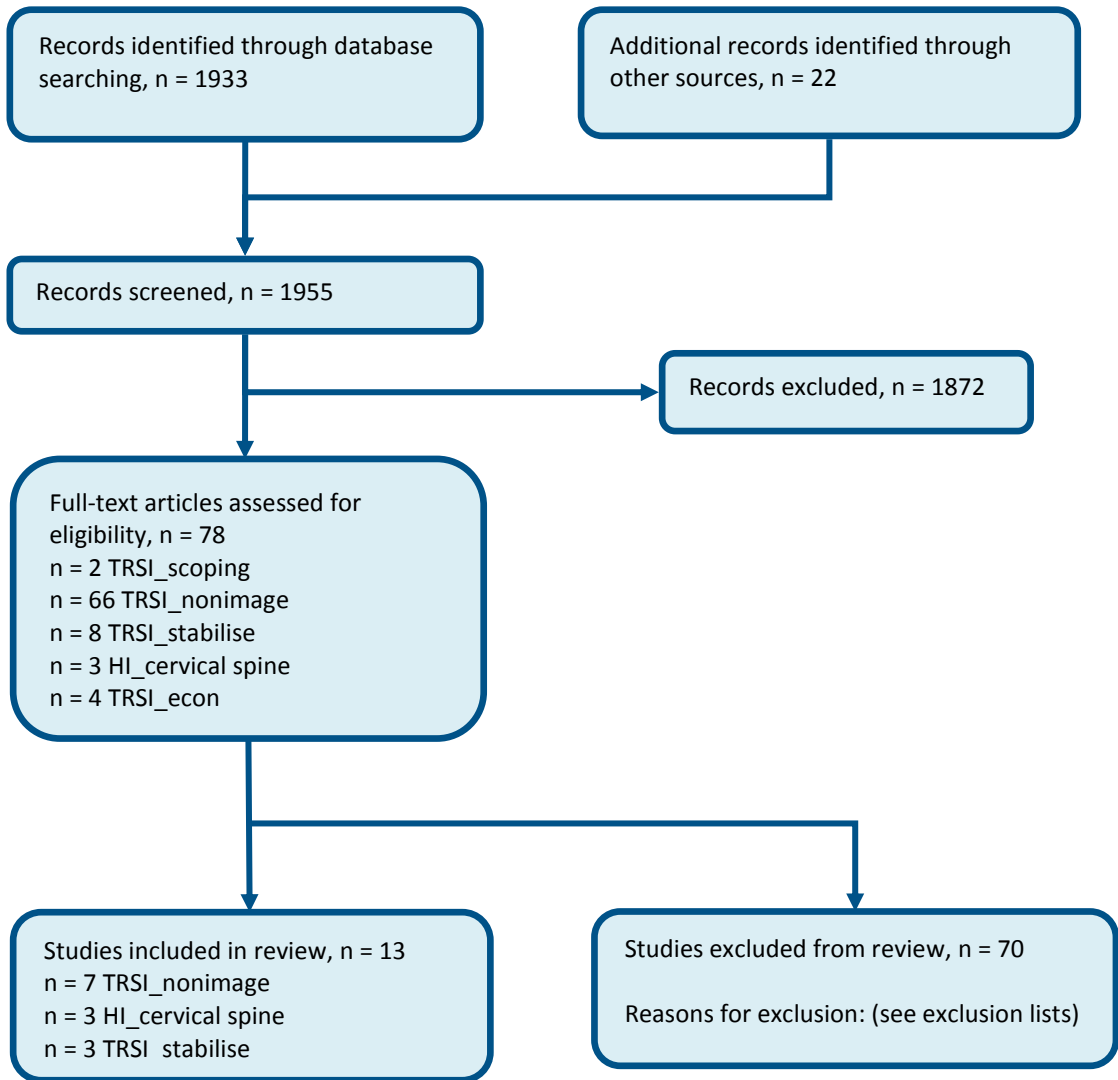 Records identified through database
searching, n = 1933
Additional records identified through
other sources, n = 22
Records screened, n = 1955
Records excluded, n = 1872
Full-text articles assessed for
eligibility, n = 78
n = 2 TRSI_scoping
n = 66 TRSI_nonimage
n = 8 TRSI_stabilise
n = 3 HI_cervical spine
n = 4 TRSI_econ
Studies included in review, n = 13
n = 7 TRSI_nonimage
n = 3 HI_cervical spine
n = 3 TRSI stabilise
Studies excluded from review, n = 70
Reasons for exclusion: (see exclusion lists)